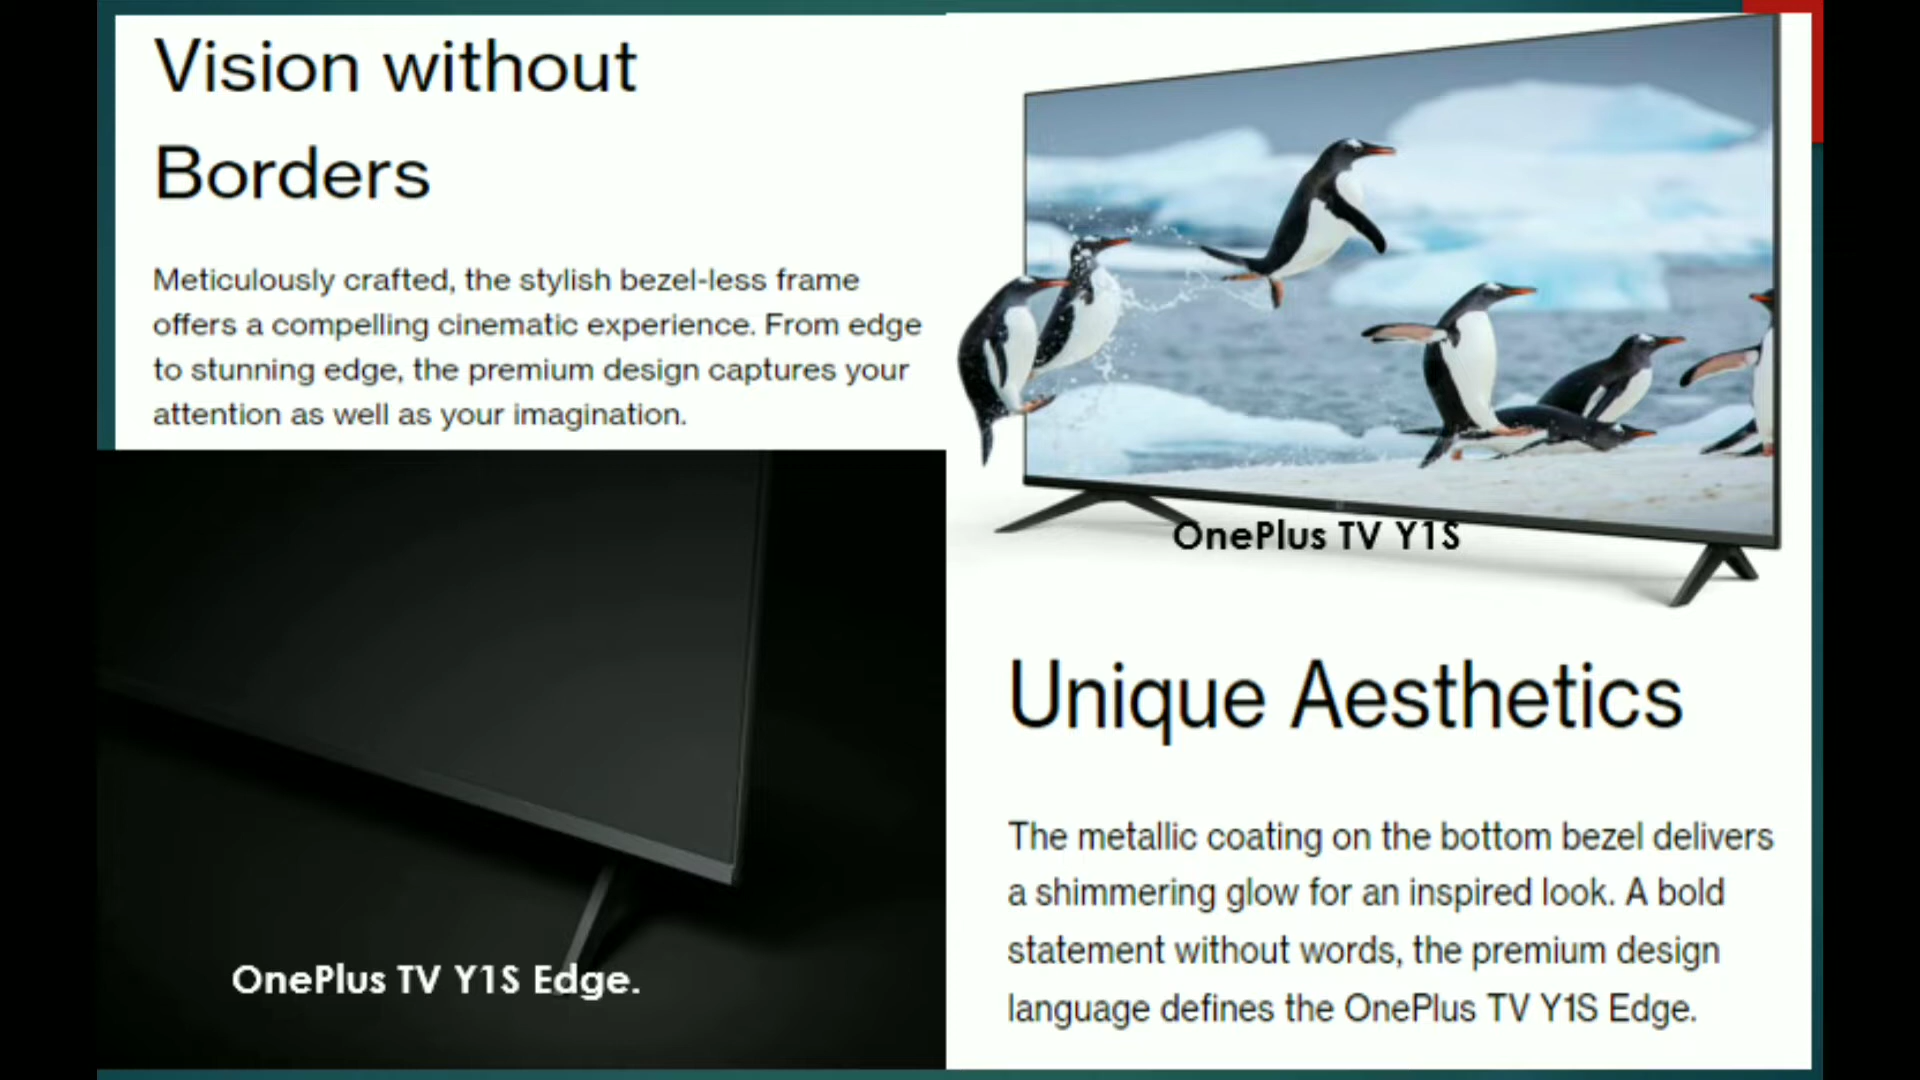 Vision without
Borders
Meticulously crafted, the stylish bezel-less frame
offers a compelling cinematic experience. From edge
to stunning edge, the premium design captures your
attention as well as your imagination.
OnePlus TV Y1S
OnePlus TV Y1S Edge.
Unique Aesthetics
The metallic coating on the bottom bezel delivers
a shimmering glow for an inspired look. A bold
statement without words, the premium design
language defines the OnePlus TV Y1S Edge.